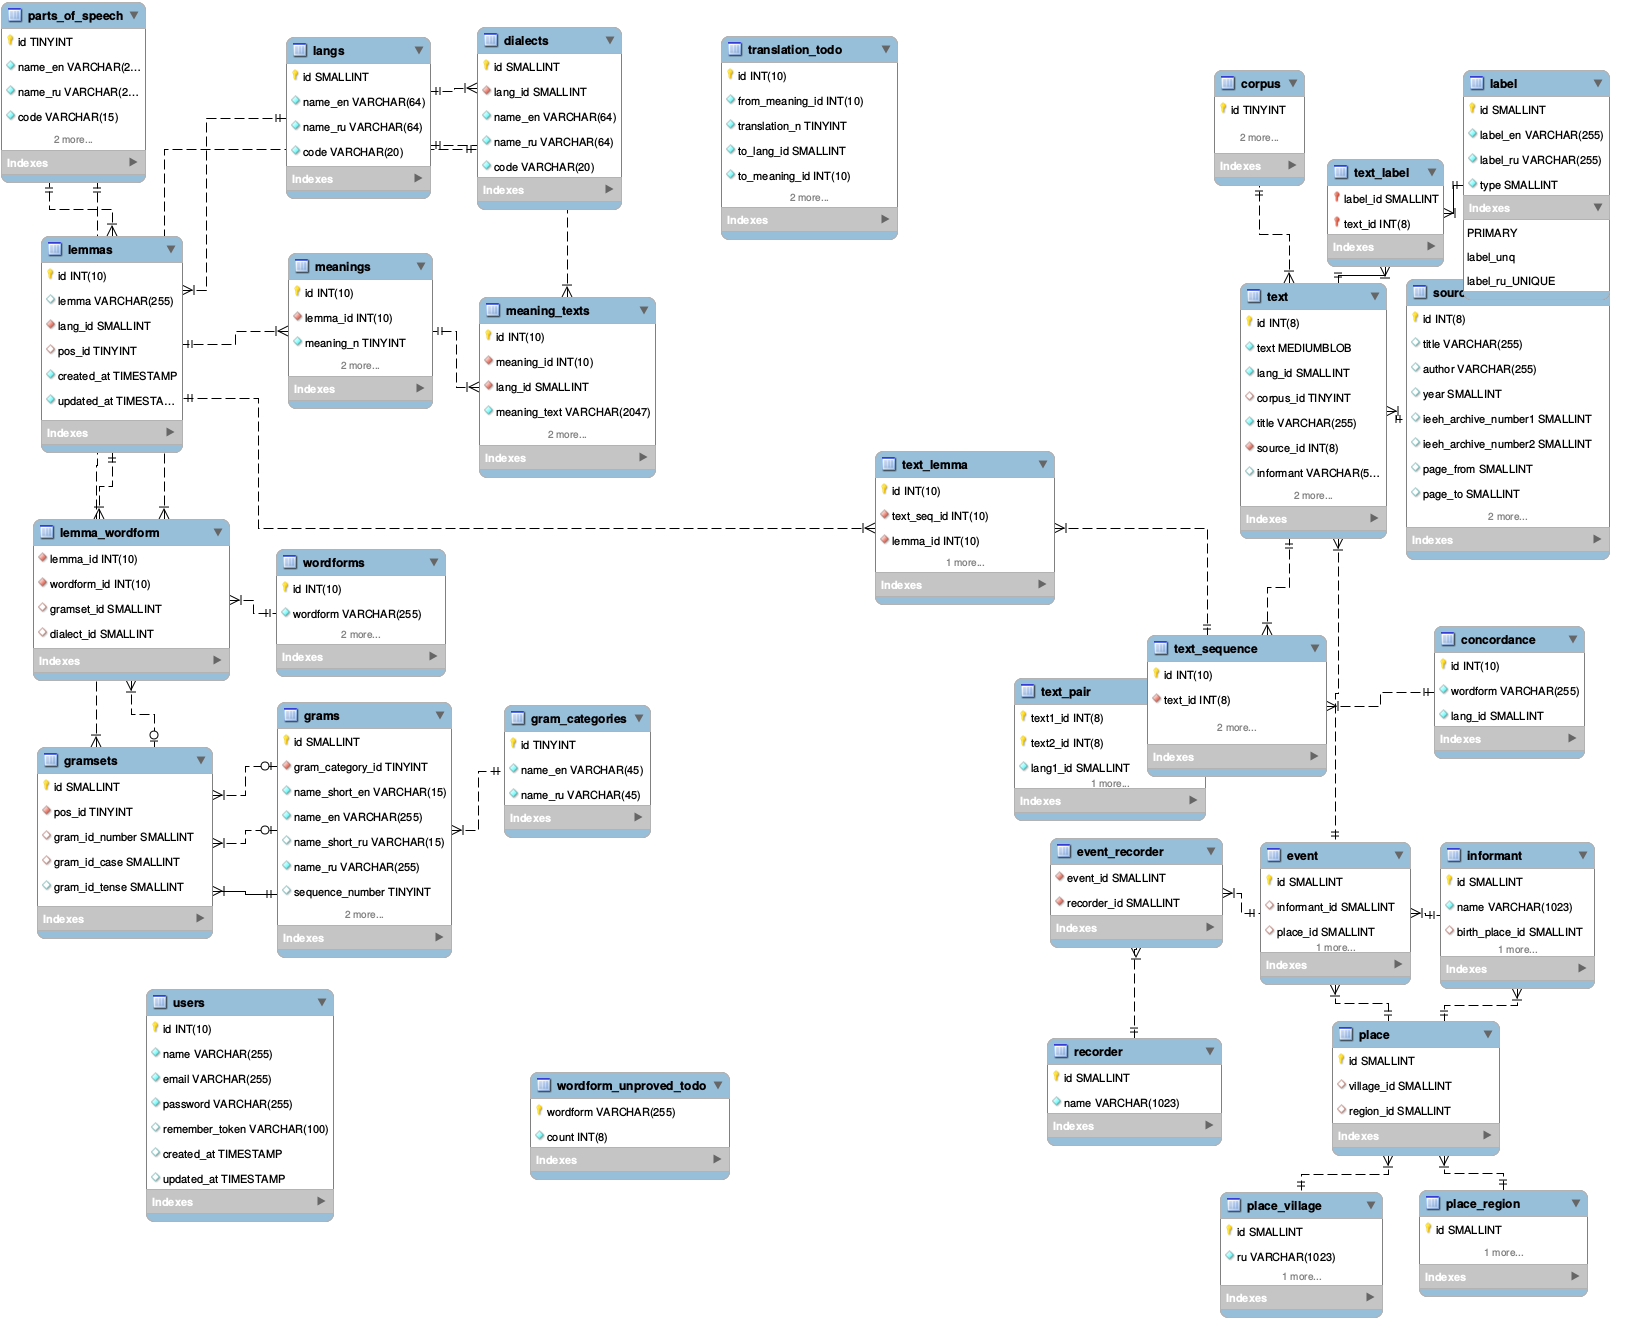 parts_of_speech
id TINYINT
name_en VARCHAR(2...
name_ru VARCHAR(2...
code VARCHAR(15)
2 more...
Indexes
langs
id SMALLINT
name_en VARCHAR(64)
name_ru VARCHAR(64)
code VARCHAR(20)
Indexes
dialects
id SMALLINT
lang_id SMALLINT
name_en VARCHAR(64)
name_ru VARCHAR(64)
code VARCHAR(20)
Indexes
translation_todo
id INT(10)
from_meaning_id INT(10)
translation_n TINYINT
to_lang_id SMALLINT
to_meaning_id INT(10)
2 more...
Indexes
corpus
id TINYINT
2 more...
Indexes
label
id SMALLINT
label_en VARCHAR(255)
label_ru VARCHAR(255)
type SMALLINT
Indexes
PRIMARY
label_unq
label_ru_UNIQUE
text_label
label_id SMALLINT
text_id INT(8)
Indexes
lemmas
id INT(10)
lemma VARCHAR(255)
lang_id SMALLINT
pos_id TINYINT
created_at TIMESTAMP
updated_at TIMESTA...
Indexes
meanings
id INT(10)
lemma_id INT(10)
meaning_n TINYINT
2 more...
Indexes
meaning_texts
id INT(10)
meaning_id INT(10)
lang_id SMALLINT
meaning_text VARCHAR(2047)
2 more...
Indexes
text
id INT(8)
text MEDIUMBLOB
lang_id SMALLINT
corpus_id TINYINT
title VARCHAR(255)
source_id INT(8)
informant VARCHAR(5...
2 more...
Indexes
sourc
id INT(8)
title VARCHAR(255)
author VARCHAR(255)
year SMALLINT
ieeh_archive_number1 SMALLINT
ieeh_archive_number2 SMALLINT
page_from SMALLINT
page_to SMALLINT
2 more...
Indexes
text_lemma
id INT(10)
text_seq_id INT(10)
lemma_id INT(10)
1 more...
Indexes
lemma_wordform
lemma_id INT(10)
wordform_id INT(10)
gramset_id SMALLINT
dialect_id SMALLINT
Indexes
wordforms
id INT(10)
wordform VARCHAR(255)
2 more...
Indexes
text_sequence
id INT(10)
text_id INT(8)
2 more...
Indexes
concordance
id INT(10)
wordform VARCHAR(255)
lang_id SMALLINT
Indexes
text_pair
text1_id INT(8)
text2_id INT(8)
lang1_id SMALLINT
1 more...
Indexes
gramsets
id SMALLINT
pos_id TINYINT
gram_id_number SMALLINT
gram_id_case SMALLINT
gram_id_tense SMALLINT
Indexes
grams
id SMALLINT
gram_category_id TINYINT
name_short_en VARCHAR(15)
name_en VARCHAR(255)
name_short_ru VARCHAR(15)
name_ru VARCHAR(255)
sequence_number TINYINT
2 more...
Indexes
gram_categories
id TINYINT
name_en VARCHAR(45)
name_ru VARCHAR(45)
Indexes
event_recorder
event_id SMALLINT
recorder_id SMALLINT
Indexes
event
id SMALLINT
informant_id SMALLINT
place_id SMALLINT
1 more...
Indexes
informant
id SMALLINT
name VARCHAR(1023)
birth_place_id SMALLINT
1 more...
Indexes
users
id INT(10)
name VARCHAR(255)
email VARCHAR(255)
password VARCHAR(255)
remember_token VARCHAR(100)
created_at TIMESTAMP
updated_at TIMESTAMP
Indexes
wordform_unproved_todo
wordform VARCHAR(255)
count INT(8)
Indexes
recorder
id SMALLINT
name VARCHAR(1023)
Indexes
place
id SMALLINT
village_id SMALLINT
region_id SMALLINT
Indexes
place_village
id SMALLINT
ru VARCHAR(1023)
1 more...
Indexes
place_region
id SMALLINT
1 more...
Indexes